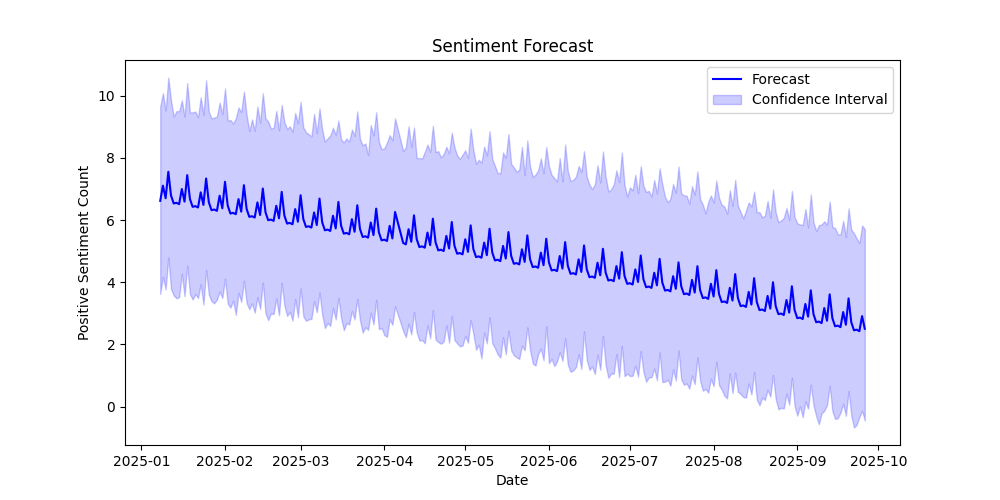 Sentiment Forecast
Forecast
Confidence Interval
Positive Sentiment Count
10
8
6
4
2
0
2025-01 2025-02 2025-03 2025-04 2025-05 2025-06 2025-07 2025-08 2025-09 2025-10
Date